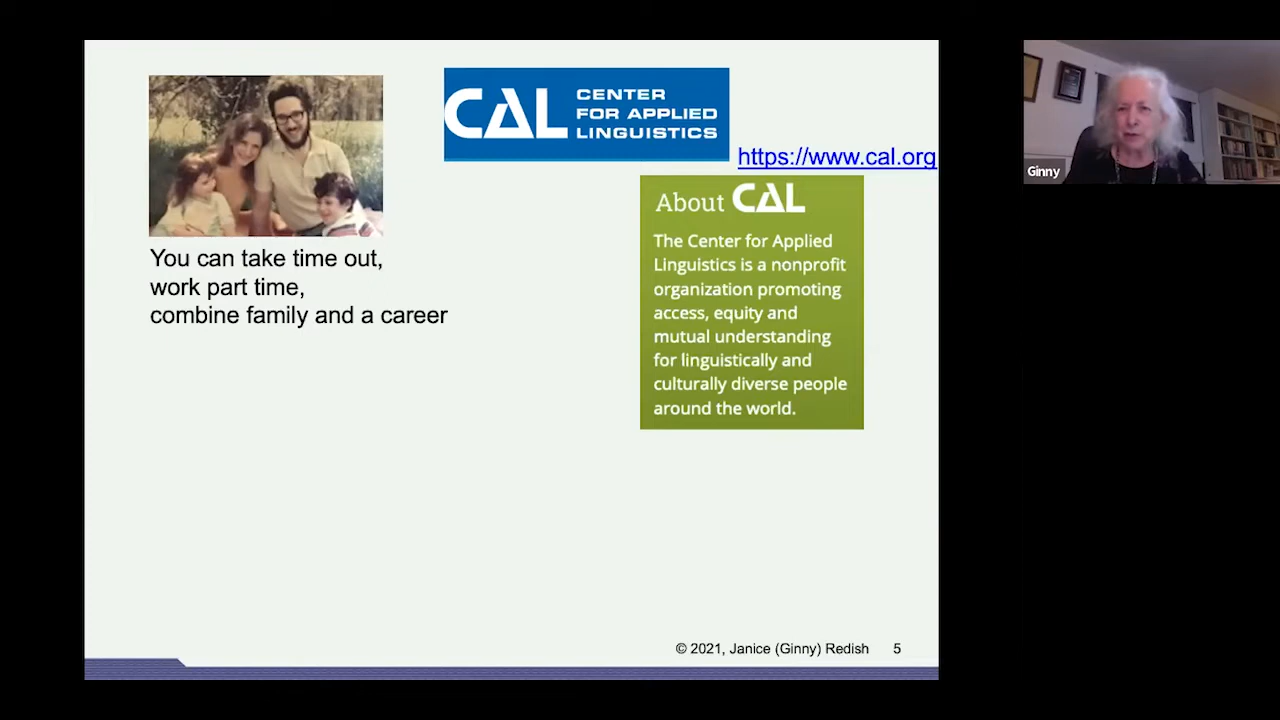 CAL CENTER
FOR APPLIED
LINGUISTICS
https://www.cal.org
Ginny
About CAL
The Center for Applied
Linguistics is a nonprofit
organization promoting
access, equity and
mutual understanding
for linguistically and
culturally diverse people
around the world.
You can take time out,
work part time,
combine family and a career
© 2021, Janice (Ginny) Redish 5